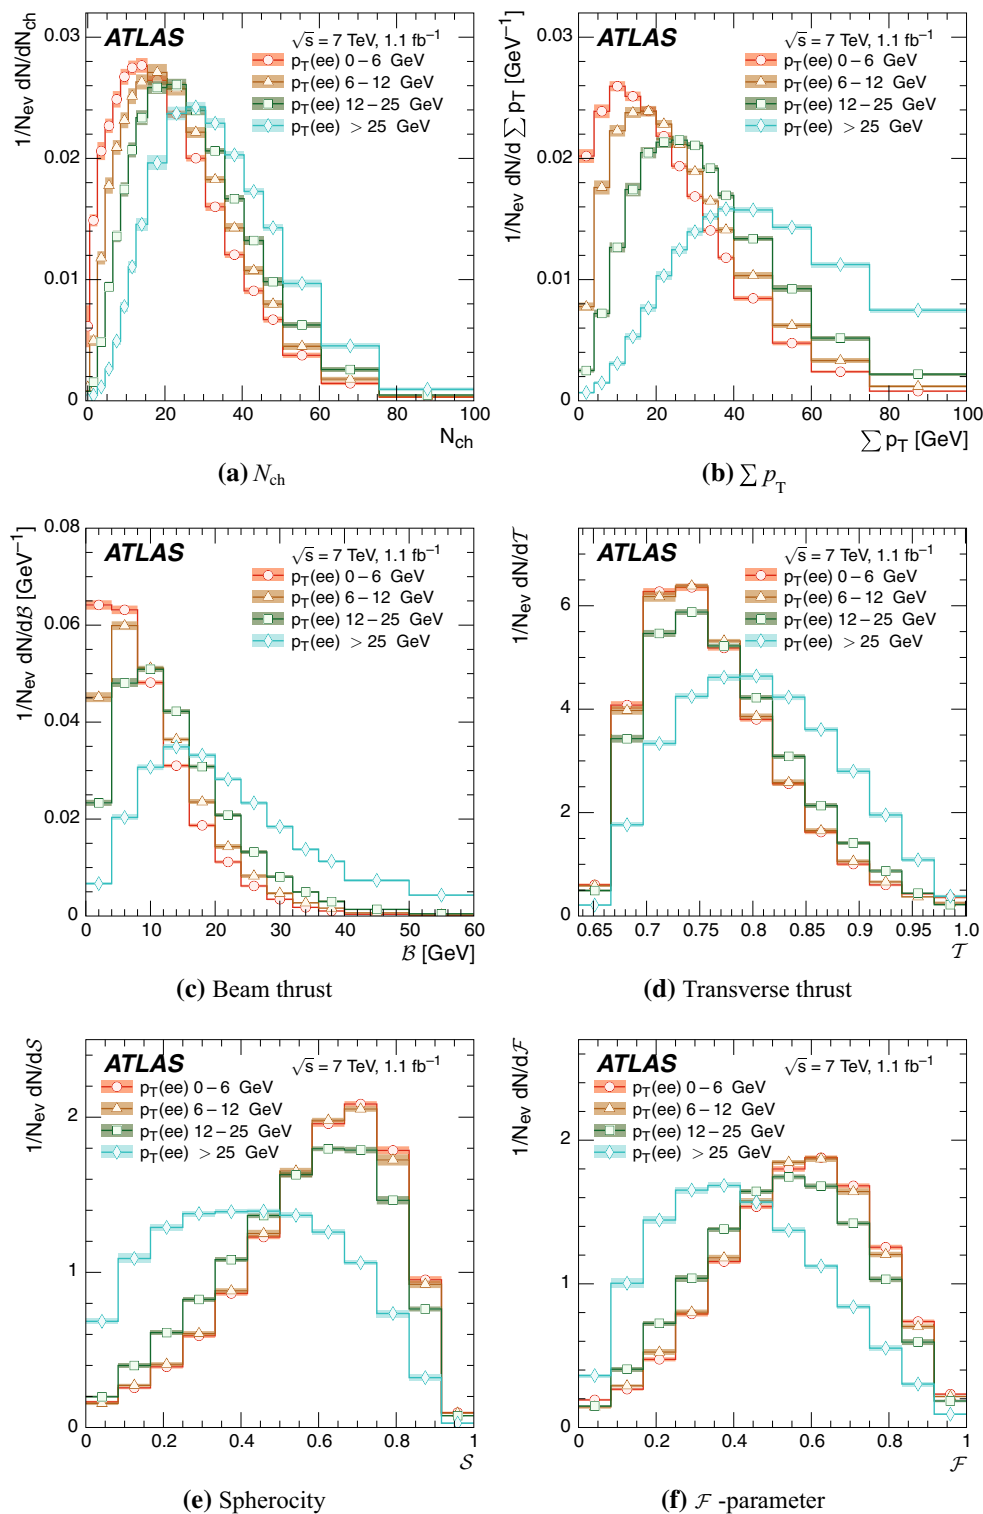 1/N_ev dN/dN_ch
0.03
0.02
0.01
0
ATLAS
√s = 7 TeV, 1.1 fb⁻¹
p_T(ee) 0 – 6 GeV
p_T(ee) 6 – 12 GeV
p_T(ee) 12 – 25 GeV
p_T(ee) > 25 GeV
0 20 40 60 80 100
N_ch
(a) N_ch
1/N_ev dN/d ∑ p_T [GeV⁻¹]
0.03
0.02
0.01
0
ATLAS
√s = 7 TeV, 1.1 fb⁻¹
p_T(ee) 0 – 6 GeV
p_T(ee) 6 – 12 GeV
p_T(ee) 12 – 25 GeV
p_T(ee) > 25 GeV
0 20 40 60 80 100
∑ p_T [GeV]
(b) ∑ p_T
1/N_ev dN/dℬ [GeV⁻¹]
0.08
0.06
0.04
0.02
0
ATLAS
√s = 7 TeV, 1.1 fb⁻¹
p_T(ee) 0 – 6 GeV
p_T(ee) 6 – 12 GeV
p_T(ee) 12 – 25 GeV
p_T(ee) > 25 GeV
0 10 20 30 40 50 60
ℬ [GeV]
(c) Beam thrust
1/N_ev dN/d𝒯
6
4
2
0
ATLAS
√s = 7 TeV, 1.1 fb⁻¹
p_T(ee) 0 – 6 GeV
p_T(ee) 6 – 12 GeV
p_T(ee) 12 – 25 GeV
p_T(ee) > 25 GeV
0.65 0.7 0.75 0.8 0.85 0.9 0.95 1.0
𝒯
(d) Transverse thrust
1/N_ev dN/d𝒮
2
1
0
ATLAS
√s = 7 TeV, 1.1 fb⁻¹
p_T(ee) 0 – 6 GeV
p_T(ee) 6 – 12 GeV
p_T(ee) 12 – 25 GeV
p_T(ee) > 25 GeV
0 0.2 0.4 0.6 0.8 1
𝒮
(e) Spherocity
1/N_ev dN/dℱ
2
1
0
ATLAS
√s = 7 TeV, 1.1 fb⁻¹
p_T(ee) 0 – 6 GeV
p_T(ee) 6 – 12 GeV
p_T(ee) 12 – 25 GeV
p_T(ee) > 25 GeV
0 0.2 0.4 0.6 0.8 1
ℱ
(f) ℱ -parameter